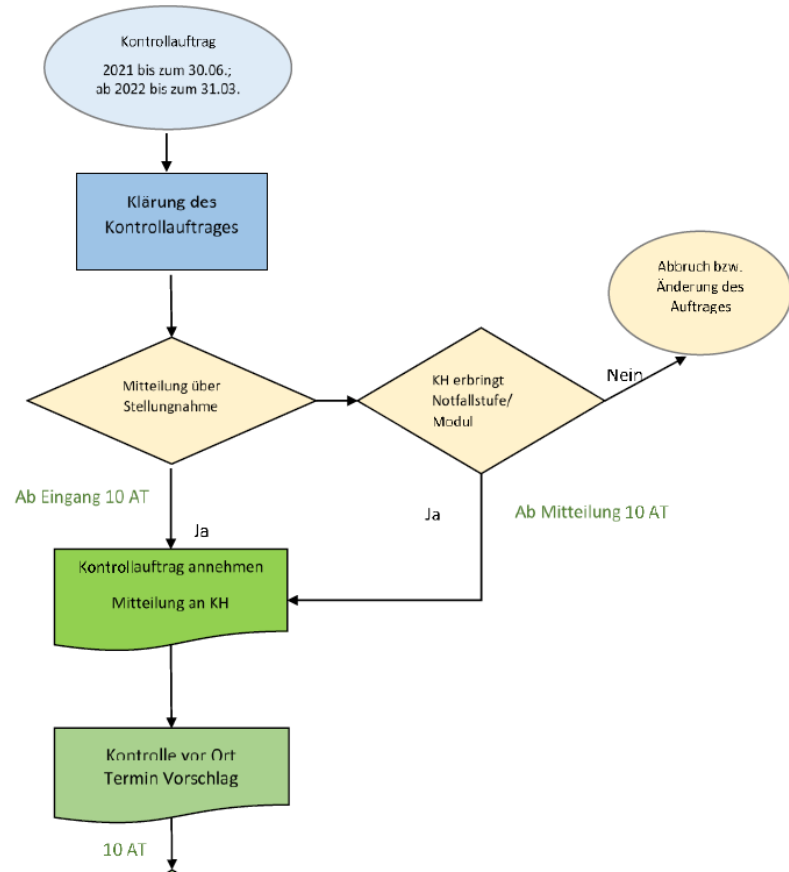 Kontrollauftrag
2021 bis zum 30.06.;
ab 2022 bis zum 31.03.
Klärung des
Kontrollauftrages
Abbruch bzw.
Änderung des
Auftrages
Mitteilung über
Stellungnahme
KH erbringt
Notfallstufe/
Modul
Nein
Ab Eingang 10 AT
Ja
Ja
Ab Mitteilung 10 AT
Kontrollauftrag annehmen
Mitteilung an KH
Kontrolle vor Ort
Termin Vorschlag
10 AT